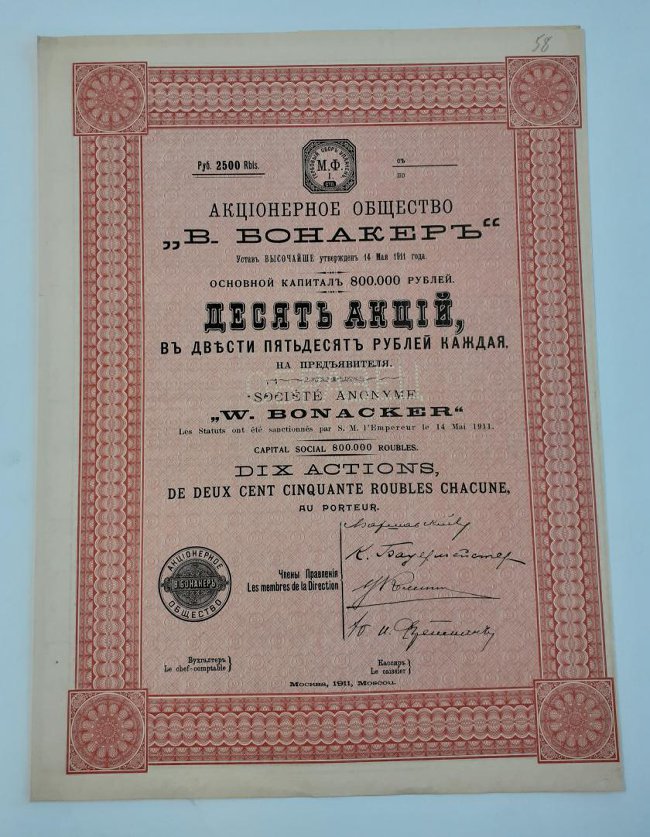 58
Руб. 2500 Rbls.
М.Ф.
I.
съ
по
АКЦІОНЕРНОЕ ОБЩЕСТВО
„В. БОНАКЕРЪ“
Уставъ ВЫСОЧАЙШЕ утвержденъ 14 Мая 1911 года.
ОСНОВНОЙ КАПИТАЛЪ 800.000 РУБЛЕЙ.
ДЕСЯТЬ АКЦІЙ,
ВЪ ДВѢСТИ ПЯТЬДЕСЯТЪ РУБЛЕЙ КАЖДАЯ,
НА ПРЕДЪЯВИТЕЛЯ.
SOCIÉTÉ ANONYME
„W. BONACKER“
Les Statuts ont été sanctionnés par S. M. l'Empereur le 14 Mai 1911.
CAPITAL SOCIAL 800.000 ROUBLES.
DIX ACTIONS,
DE DEUX CENT CINQUANTE ROUBLES CHACUNE,
AU PORTEUR.
К. Бауермейстер
АКЦІОНЕРНОЕ
В. БОНАКЕРЪ
ОБЩЕСТВО
Члены Правленія
Les membres de la Direction
Бухгалтеръ
Le chef-comptable
Кассиръ
Le caissier
Москва, 1911, Moscou.